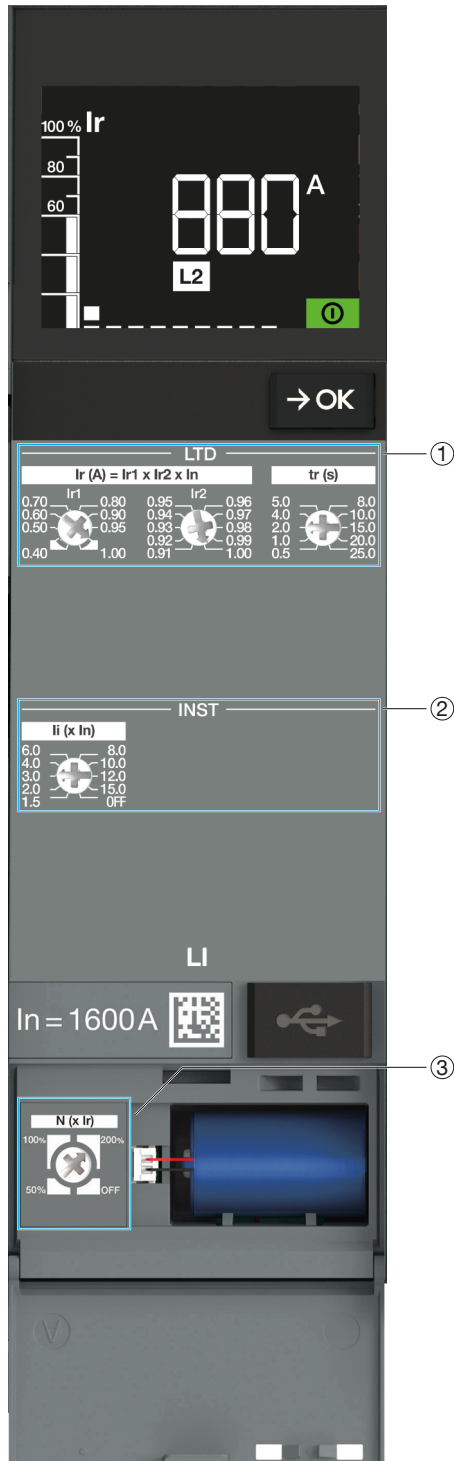 100 % Ir
80
60
880 A
L2
→ OK
LTD
Ir (A) = Ir1 x Ir2 x In
tr (s)
Ir1
0.70 0.80
0.60 0.90
0.50 0.95
0.40 1.00
Ir2
0.95 0.96
0.94 0.97
0.93 0.98
0.92 0.99
0.91 1.00
5.0 8.0
4.0 10.0
2.0 15.0
1.0 20.0
0.5 25.0
1
INST
Ii (x In)
6.0 8.0
4.0 10.0
3.0 12.0
2.0 15.0
1.5 OFF
2
LI
In = 1600 A
3
N (x Ir)
100% 200%
50% OFF
V